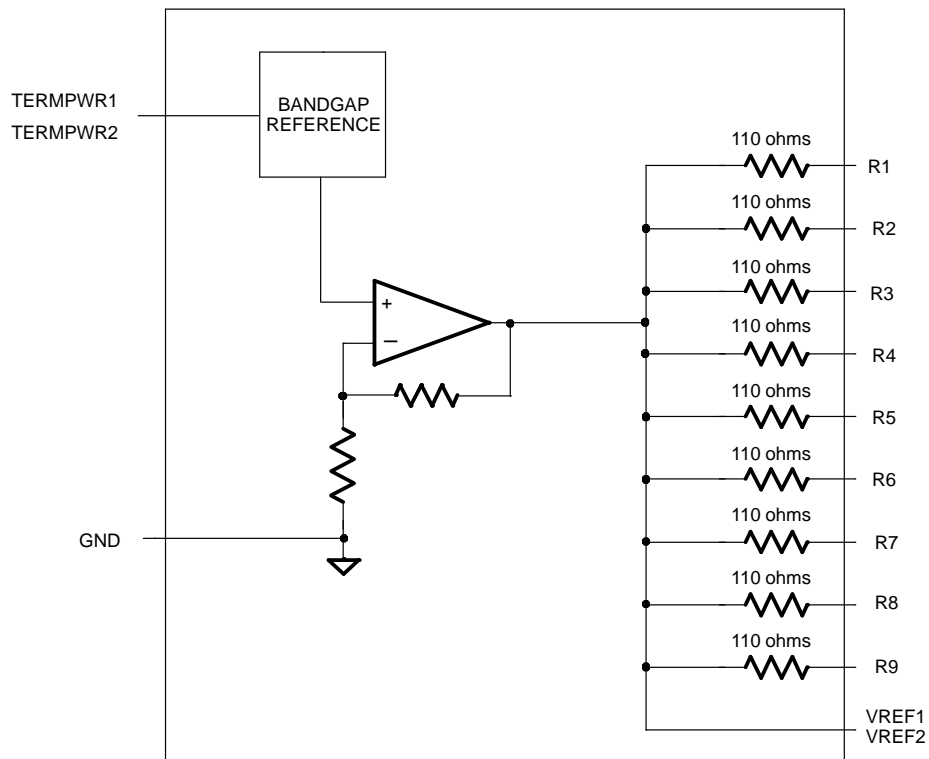 TERMPWR1
TERMPWR2
BANDGAP
REFERENCE
110 ohms
R1
110 ohms
R2
110 ohms
R3
+
110 ohms
R4
−
110 ohms
R5
110 ohms
R6
GND
110 ohms
R7
110 ohms
R8
110 ohms
R9
VREF1
VREF2